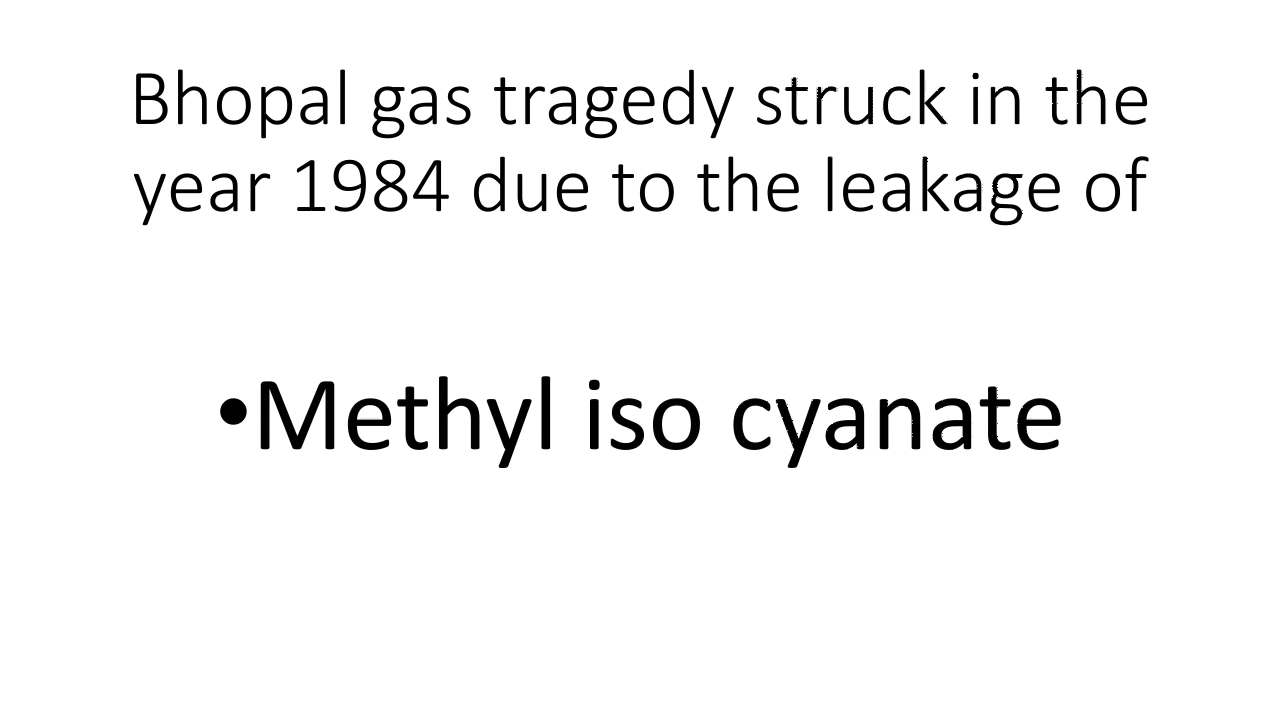 Bhopal gas tragedy struck in the
year 1984 due to the leakage of
•Methyl iso cyanate